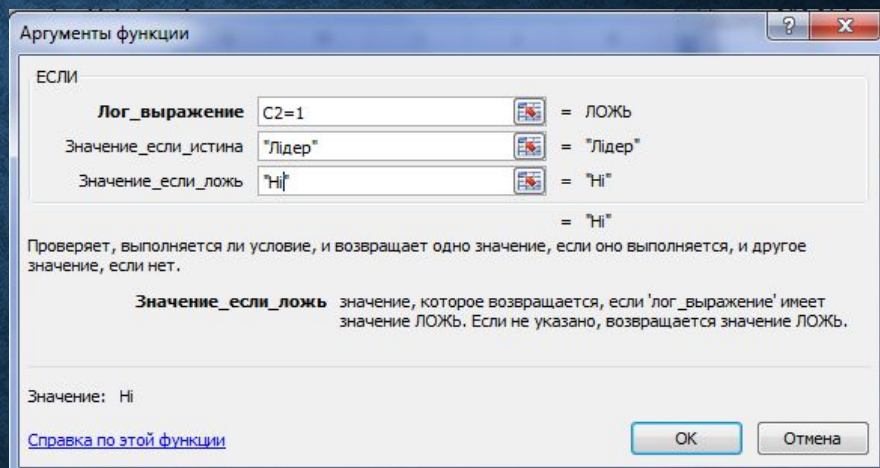 Аргументы функции
ЕСЛИ
Лог_выражение C2=1 = ЛОЖЬ
Значение_если_истина "Лідер" = "Лідер"
Значение_если_ложь "Ні" = "Ні"
= "Ні"
Проверяет, выполняется ли условие, и возвращает одно значение, если оно выполняется, и другое
значение, если нет.
Значение_если_ложь значение, которое возвращается, если 'лог_выражение' имеет
значение ЛОЖЬ. Если не указано, возвращается значение ЛОЖЬ.
Значение: Ні
Справка по этой функции
ОК
Отмена